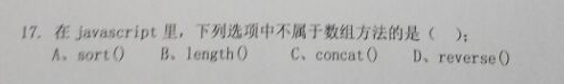 17. 在 javascript 里，下列选项中不属于数组方法的是（ ）；
A、sort() B、length() C、concat() D、reverse()